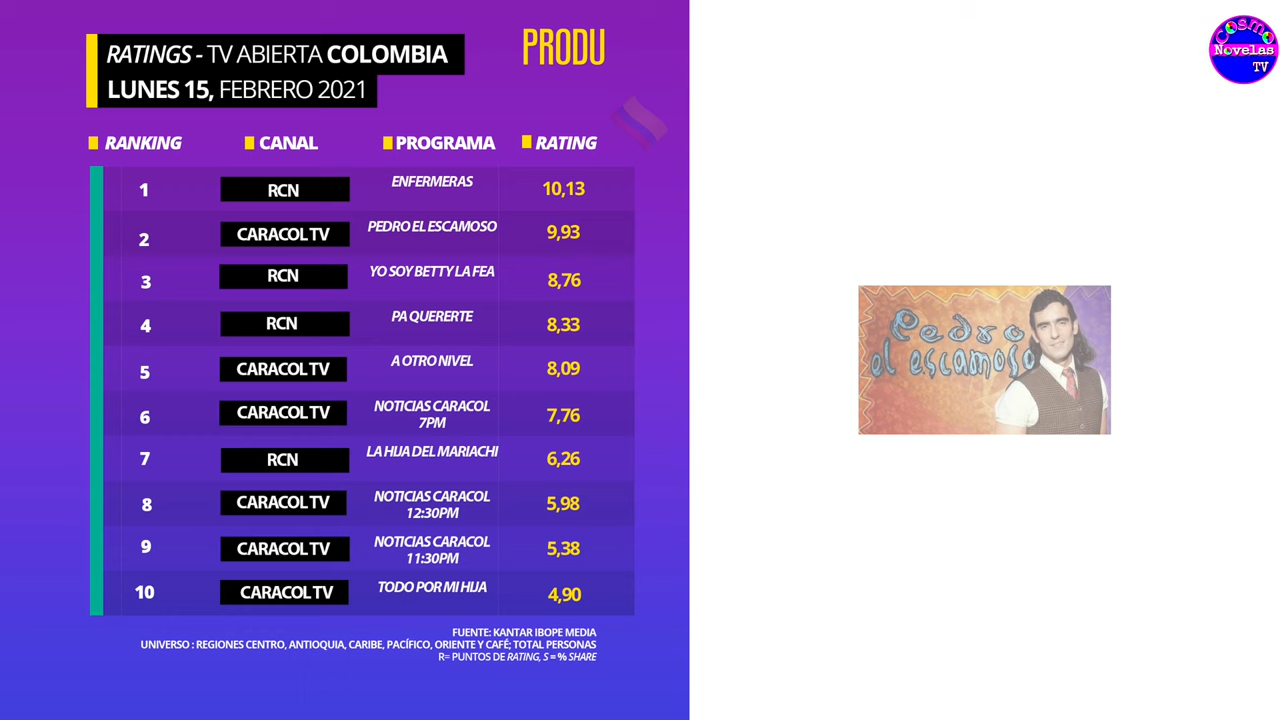 RATINGS - TV ABIERTA COLOMBIA
LUNES 15, FEBRERO 2021
PRODU
RANKING CANAL PROGRAMA RATING
1 RCN ENFERMERAS 10,13
2 CARACOL TV PEDRO EL ESCAMOSO 9,93
3 RCN YO SOY BETTY LA FEA 8,76
4 RCN PA QUERERTE 8,33
5 CARACOL TV A OTRO NIVEL 8,09
6 CARACOL TV NOTICIAS CARACOL 7,76
7PM
7 RCN LA HIJA DEL MARIACHI 6,26
8 CARACOL TV NOTICIAS CARACOL 5,98
12:30PM
9 CARACOL TV NOTICIAS CARACOL 5,38
11:30PM
10 CARACOL TV TODO POR MI HIJA 4,90
FUENTE: KANTAR IBOPE MEDIA
UNIVERSO : REGIONES CENTRO, ANTIOQUIA, CARIBE, PACÍFICO, ORIENTE Y CAFÉ; TOTAL PERSONAS
R= PUNTOS DE RATING, S = % SHARE
Pedro
el escamoso
Cosmo
Novelas
TV